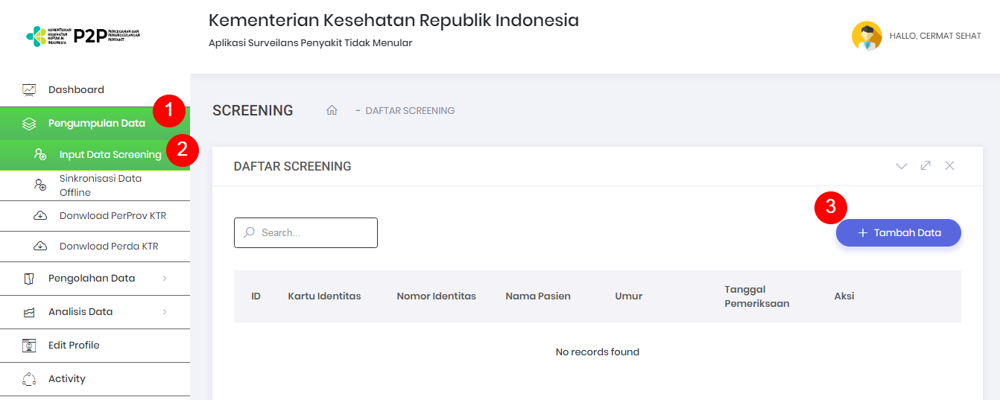 KEMENTERIAN
KESEHATAN
REPUBLIK
INDONESIA
P2P
PENCEGAHAN DAN
PENANGGULANGAN
PENYAKIT
Kementerian Kesehatan Republik Indonesia
Aplikasi Surveilans Penyakit Tidak Menular
HALLO, CERMAT SEHAT
Dashboard
Pengumpulan Data
1
Input Data Screening
2
Sinkronisasi Data
Offline
Donwload PerProv KTR
Donwload Perda KTR
Pengolahan Data
Analisis Data
Edit Profile
Activity
SCREENING
- DAFTAR SCREENING
DAFTAR SCREENING
Search...
3
+ Tambah Data
ID Kartu Identitas Nomor Identitas Nama Pasien Umur Tanggal Pemeriksaan Aksi
No records found